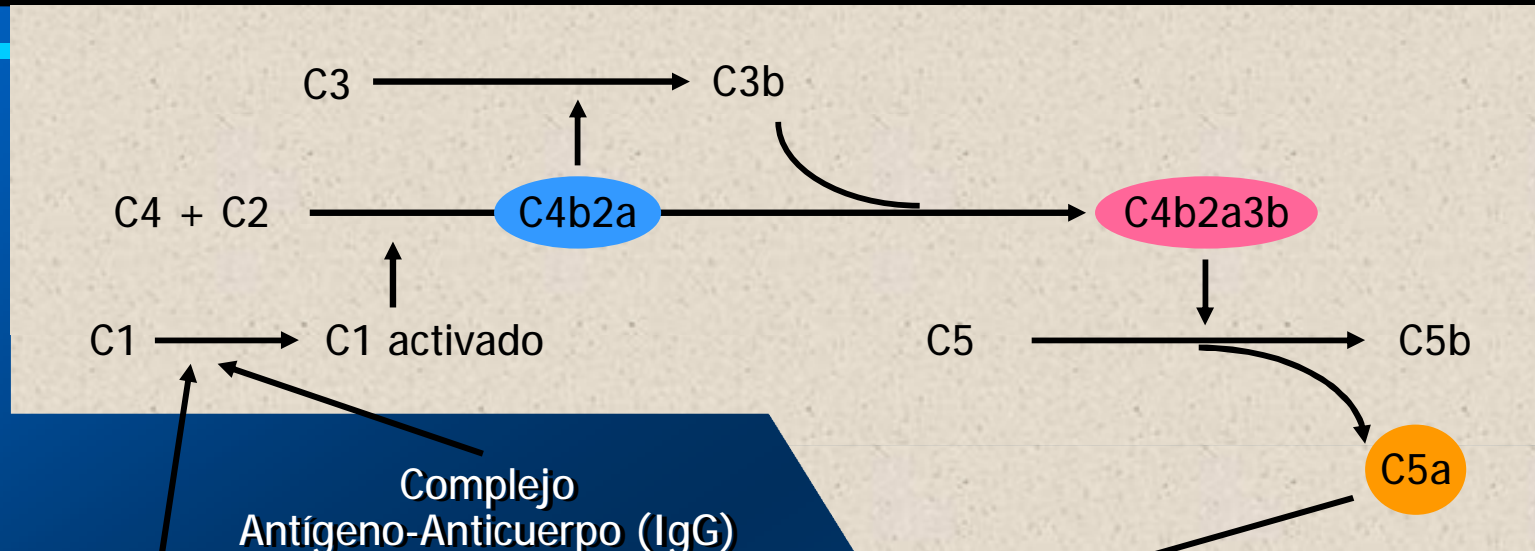 C3
C3b
C4 + C2
C4b2a
C4b2a3b
C1
C1 activado
C5
C5b
C5a
Complejo
Antígeno-Anticuerpo (IgG)